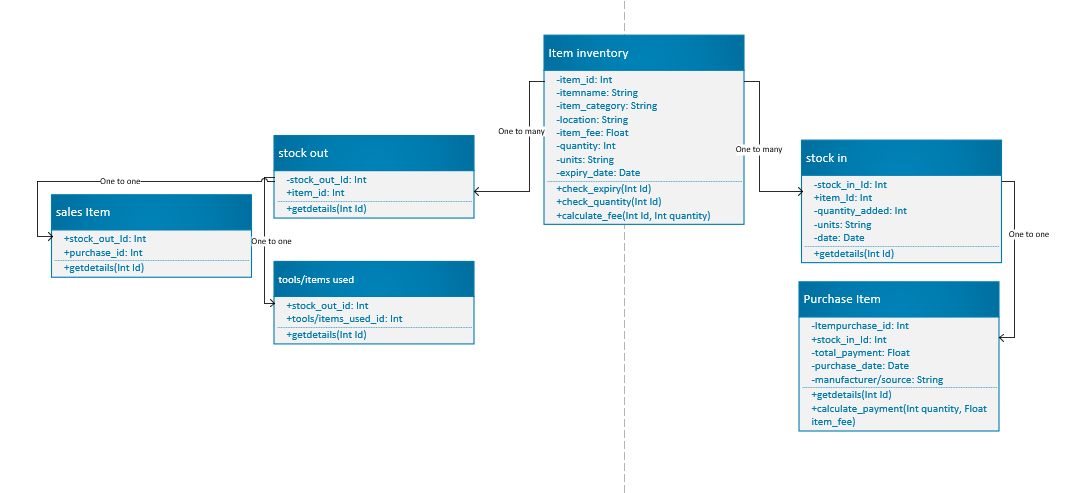 Item inventory
-item_id: Int
-itemname: String
-item_category: String
-location: String
-item_fee: Float
-quantity: Int
-units: String
-expiry_date: Date
+check_expiry(Int Id)
+check_quantity(Int Id)
+calculate_fee(Int Id, Int quantity)
One to many
One to many
stock out
-stock_out_Id: Int
+item_id: Int
+getdetails(Int Id)
stock in
-stock_in_Id: Int
+item_Id: Int
-quantity_added: Int
-units: String
-date: Date
+getdetails(Int Id)
One to one
sales Item
+stock_out_Id: Int
+purchase_id: Int
+getdetails(Int Id)
One to one
One to one
tools/items used
+stock_out_id: Int
+tools/items_used_id: Int
+getdetails(Int Id)
Purchase Item
-Itempurchase_id: Int
+stock_in_Id: Int
-total_payment: Float
-purchase_date: Date
-manufacturer/source: String
+getdetails(Int Id)
+calculate_payment(Int quantity, Float
item_fee)